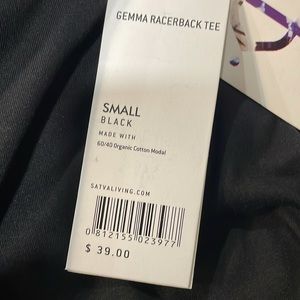 GEMMA RACERBACK TEE
SMALL
BLACK
MADE WITH
60/40 Organic Cotton Modal
SATVALIVING.COM
0 812155 023977
$ 39.00